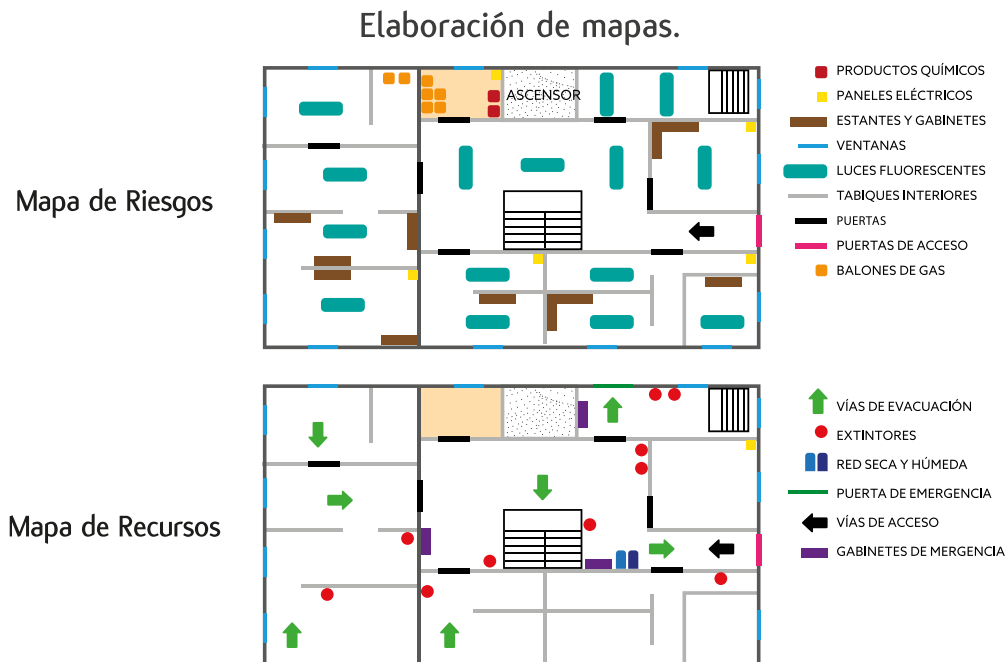 Elaboración de mapas.
Mapa de Riesgos
ASCENSOR
PRODUCTOS QUÍMICOS
PANELES ELÉCTRICOS
ESTANTES Y GABINETES
VENTANAS
LUCES FLUORESCENTES
TABIQUES INTERIORES
PUERTAS
PUERTAS DE ACCESO
BALONES DE GAS
Mapa de Recursos
VÍAS DE EVACUACIÓN
EXTINTORES
RED SECA Y HÚMEDA
PUERTA DE EMERGENCIA
VÍAS DE ACCESO
GABINETES DE MERGENCIA